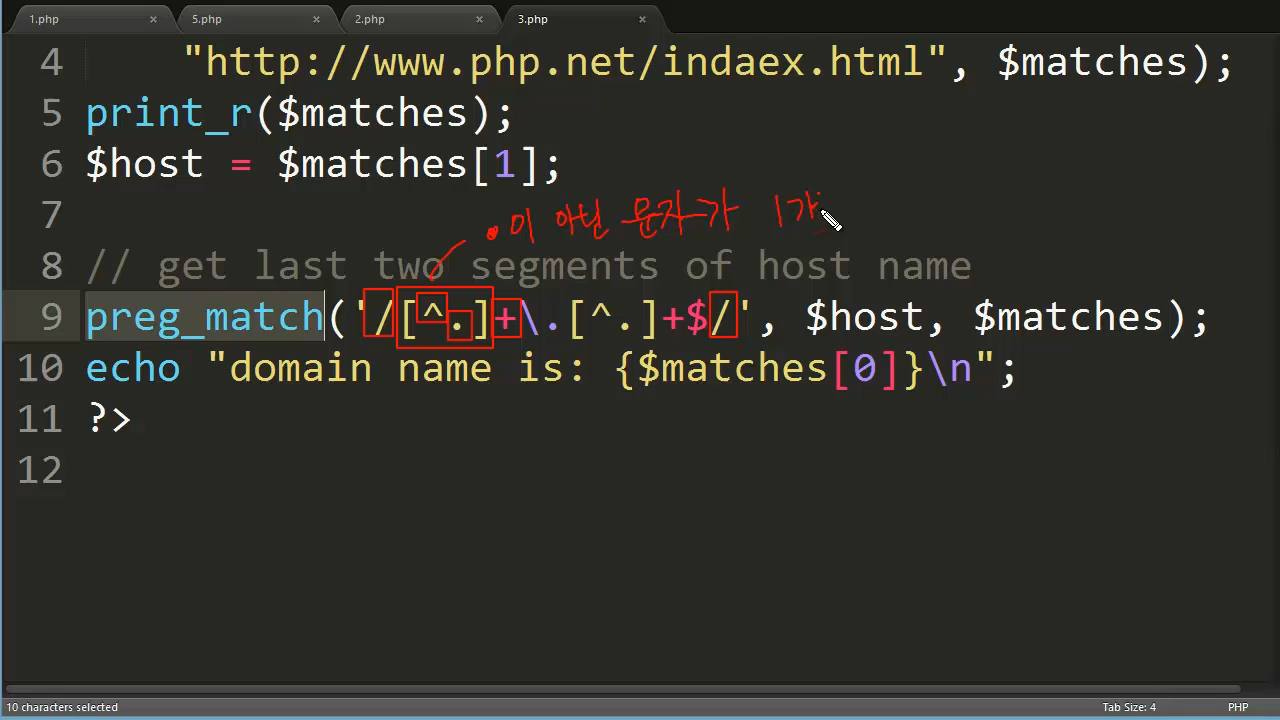 1.php × 5.php × 2.php × 3.php ×
4 "http://www.php.net/indaex.html", $matches);
5 print_r($matches);
6 $host = $matches[1];
7 .이 아닌 문자가 1가
8 // get last two segments of host name
9 preg_match('/[^.]+\.[^.]+$/', $host, $matches);
10 echo "domain name is: {$matches[0]}\n";
11 ?>
12
10 characters selected Tab Size: 4 PHP